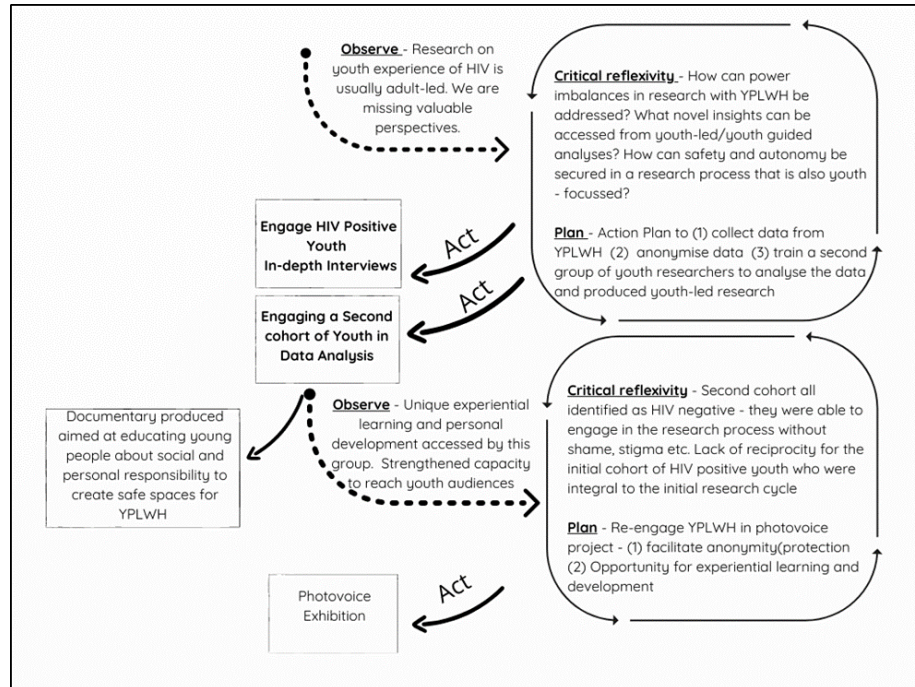 Observe - Research on
youth experience of HIV is
usually adult-led. We are
missing valuable
perspectives.
Critical reflexivity - How can power
imbalances in research with YPLWH be
addressed? What novel insights can be
accessed from youth-led/youth guided
analyses? How can safety and autonomy be
secured in a research process that is also youth
- focussed?
Plan - Action Plan to (1) collect data from
YPLWH (2) anonymise data (3) train a second
group of youth researchers to analyse the data
and produced youth-led research
Act
Engage HIV Positive
Youth
In-depth Interviews
Act
Engaging a Second
cohort of Youth in
Data Analysis
Observe - Unique experiential
learning and personal
development accessed by this
group. Strengthened capacity
to reach youth audiences
Documentary produced
aimed at educating young
people about social and
personal responsibility to
create safe spaces for
YPLWH
Critical reflexivity - Second cohort all
identified as HIV negative - they were able to
engage in the research process without
shame, stigma etc. Lack of reciprocity for the
initial cohort of HIV positive youth who were
integral to the initial research cycle
Plan - Re-engage YPLWH in photovoice
project - (1) facilitate anonymity(protection
(2) Opportunity for experiential learning and
development
Act
Photovoice
Exhibition